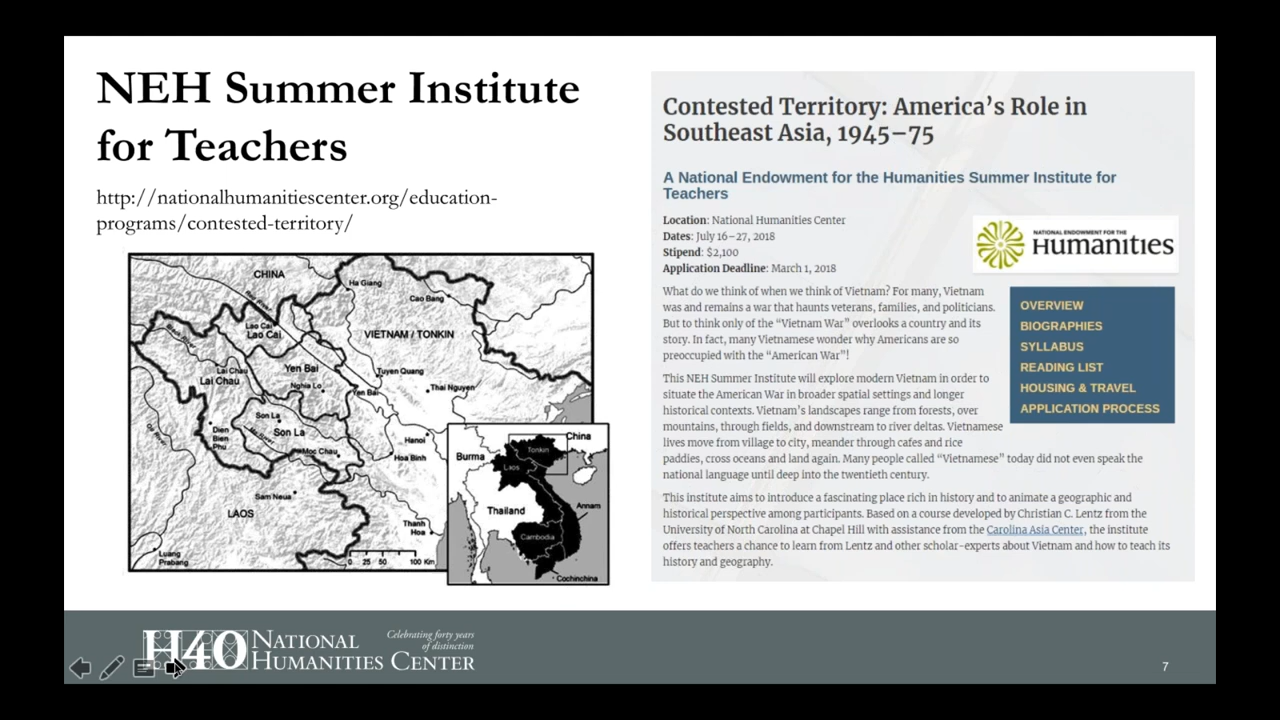 NEH Summer Institute
for Teachers
http://nationalhumanitiescenter.org/education-
programs/contested-territory/
CHINA
Ha Giang
Cao Bang
Lao Cai
Lao Cai
VIETNAM / TONKIN
Lai Chau
Lai Chau
Yen Bai
Nghia Lo
Tuyen Quang
Yen Bai
Thai Nguyen
Son La
Son La
Dien
Bien
Phu
Moc Chau
Hanoi
Hoa Binh
Sam Neua
LAOS
Thanh
Hoa
Luang
Prabang
0 25 50 100 Km
China
Burma
Tonkin
Laos
Thailand
Annam
Cambodia
Cochinchina
Contested Territory: America’s Role in
Southeast Asia, 1945–75
A National Endowment for the Humanities Summer Institute for
Teachers
Location: National Humanities Center
Dates: July 16–27, 2018
Stipend: $2,100
Application Deadline: March 1, 2018
NATIONAL ENDOWMENT FOR THE
Humanities
What do we think of when we think of Vietnam? For many, Vietnam
was and remains a war that haunts veterans, families, and politicians.
But to think only of the “Vietnam War” overlooks a country and its
story. In fact, many Vietnamese wonder why Americans are so
preoccupied with the “American War”!
OVERVIEW
BIOGRAPHIES
SYLLABUS
READING LIST
HOUSING & TRAVEL
APPLICATION PROCESS
This NEH Summer Institute will explore modern Vietnam in order to
situate the American War in broader spatial settings and longer
historical contexts. Vietnam’s landscapes range from forests, over
mountains, through fields, and downstream to river deltas. Vietnamese
lives move from village to city, meander through cafes and rice
paddies, cross oceans and land again. Many people called “Vietnamese” today did not even speak the
national language until deep into the twentieth century.
This institute aims to introduce a fascinating place rich in history and to animate a geographic and
historical perspective among participants. Based on a course developed by Christian C. Lentz from the
University of North Carolina at Chapel Hill with assistance from the Carolina Asia Center, the institute
offers teachers a chance to learn from Lentz and other scholar-experts about Vietnam and how to teach its
history and geography.
H40
NATIONAL
HUMANITIES CENTER
Celebrating forty years
of distinction
7